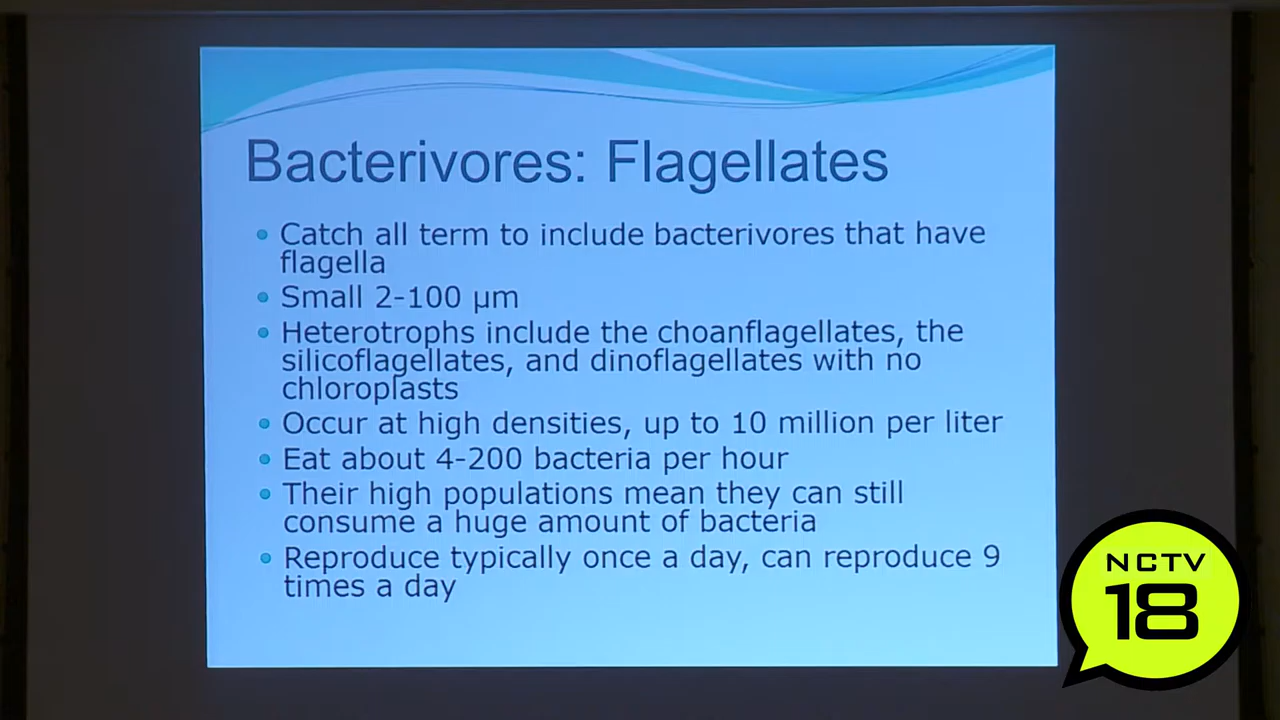 Bacterivores: Flagellates
Catch all term to include bacterivores that have
flagella
Small 2-100 µm
Heterotrophs include the choanflagellates, the
silicoflagellates, and dinoflagellates with no
chloroplasts
Occur at high densities, up to 10 million per liter
Eat about 4-200 bacteria per hour
Their high populations mean they can still
consume a huge amount of bacteria
Reproduce typically once a day, can reproduce 9
times a day
NCTV
18